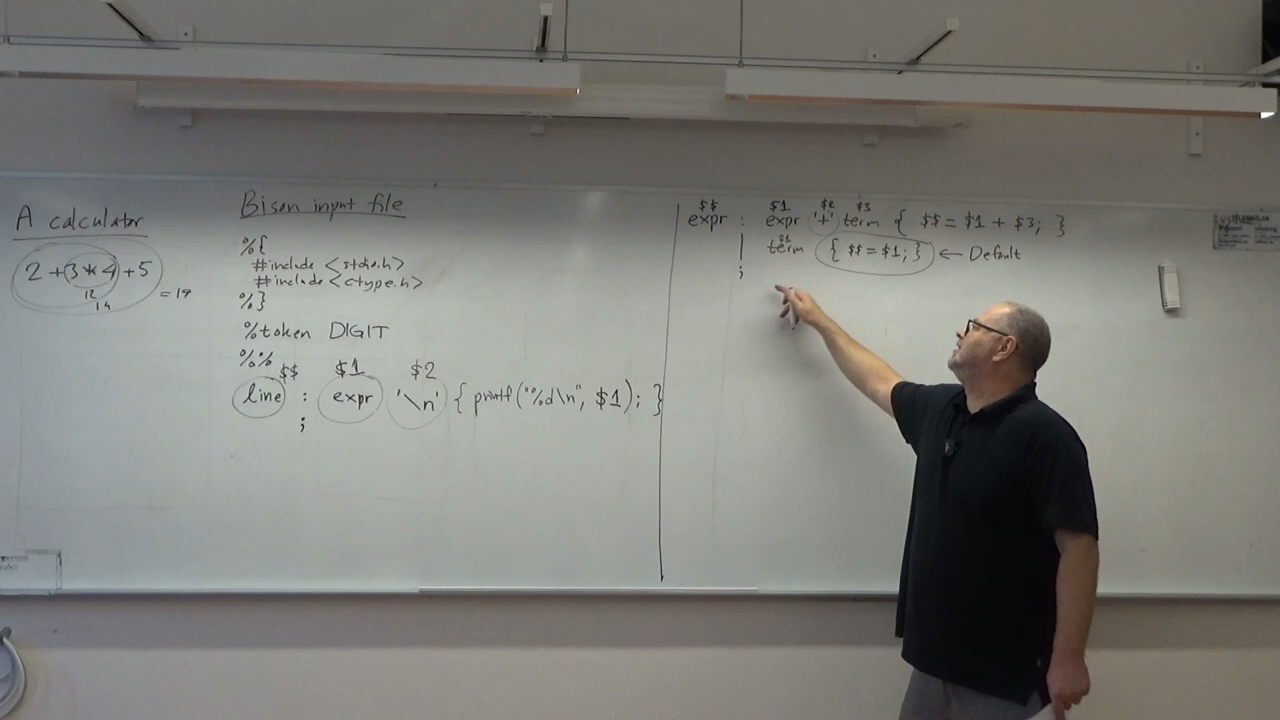 A calculator
2 + 3 * 4 + 5
12
14
= 19
Bison input file
%{
#include <stdio.h>
#include <ctype.h>
%}
%token DIGIT
%%
$$ $1 $2
line : expr '\n' { printf("%d\n", $1); }
;
$$ $1 $2 $3
expr : expr '+' term { $$ = $1 + $3; }
$1
| term { $$ = $1; } ← Default
;